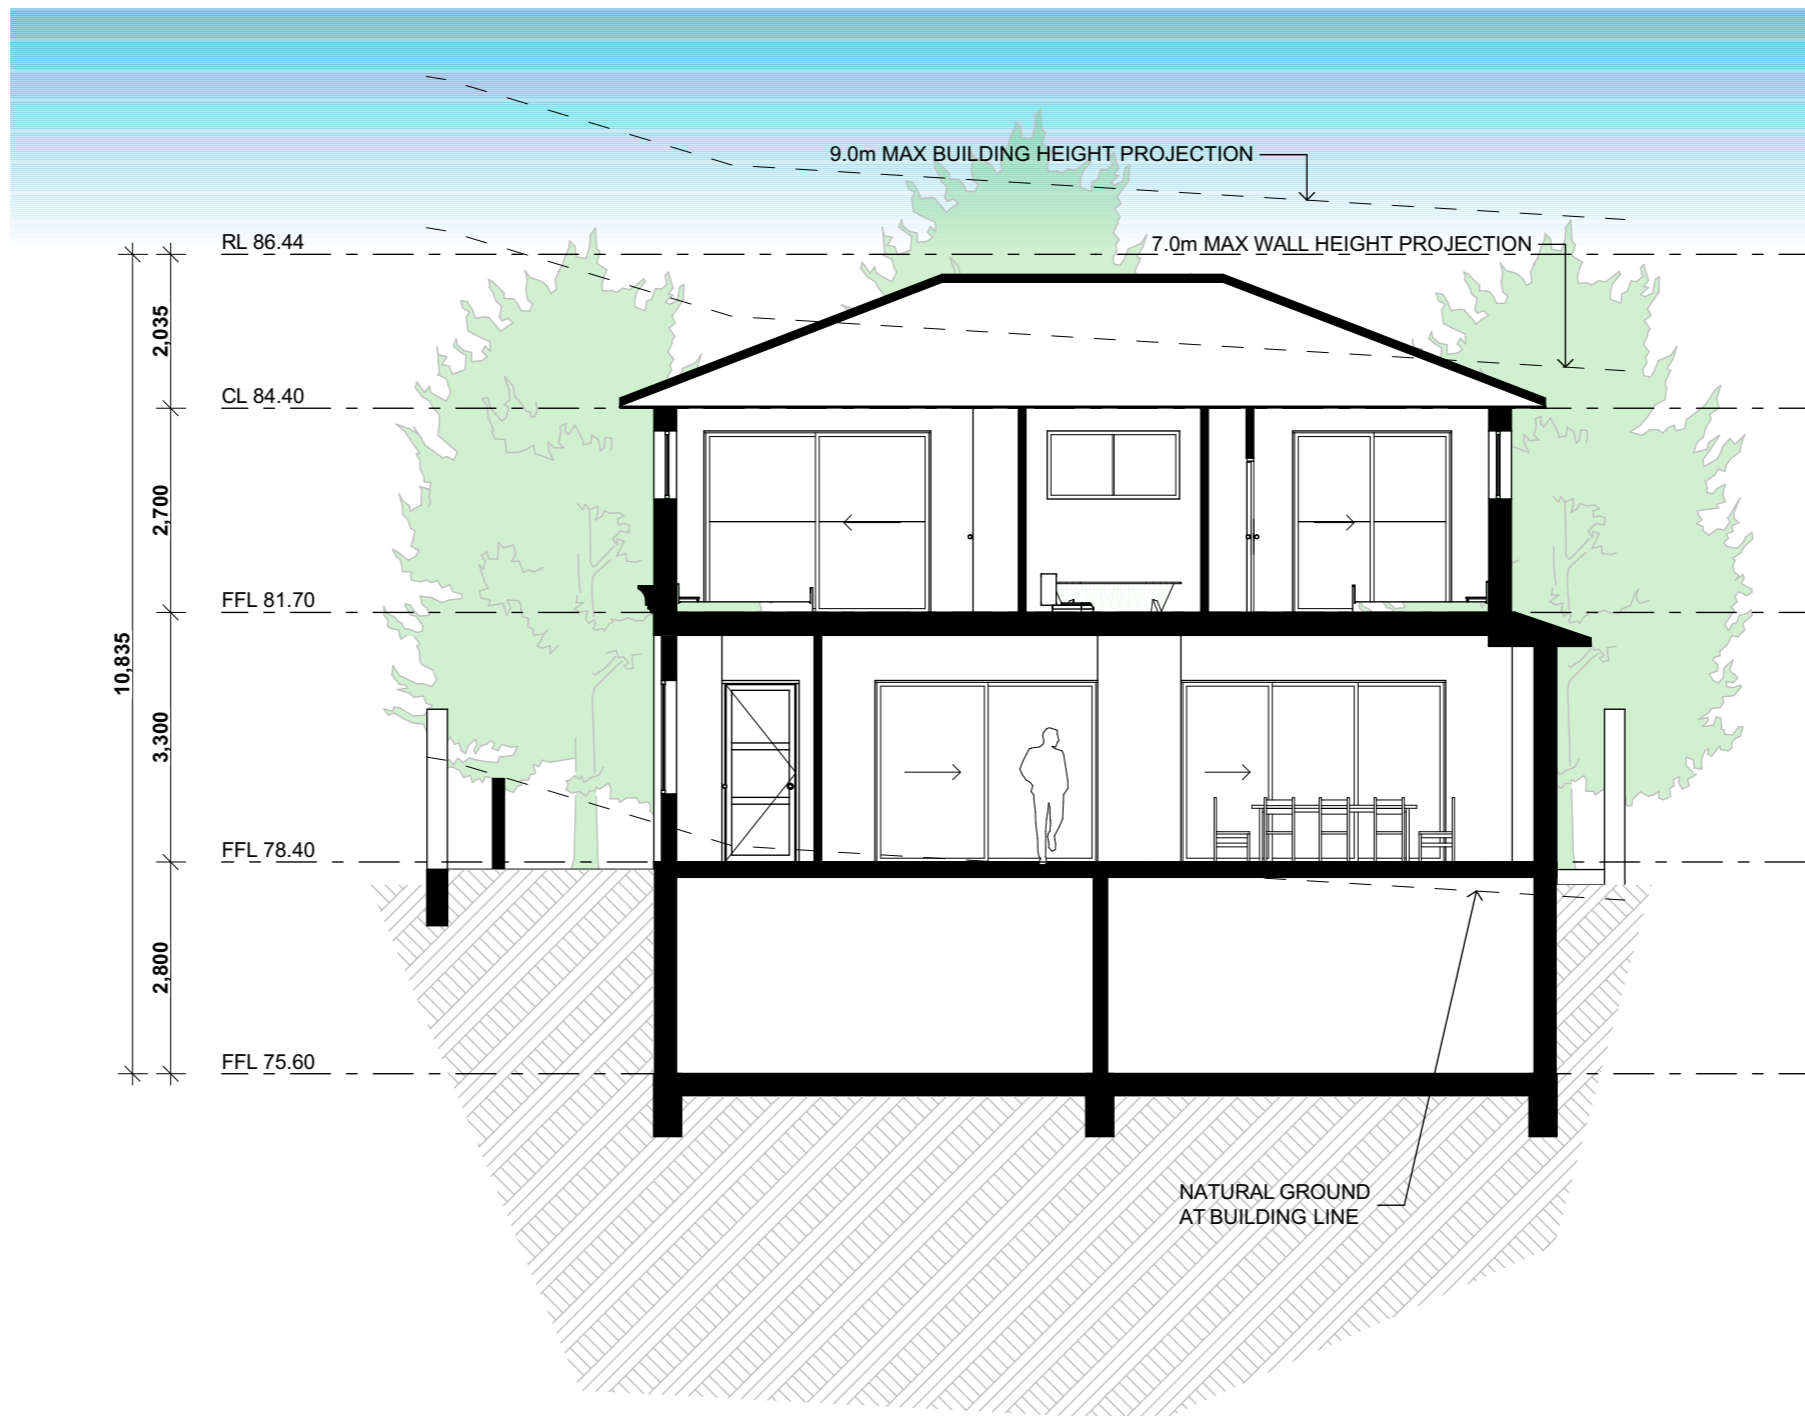 9.0m MAX BUILDING HEIGHT PROJECTION
RL 86.44
7.0m MAX WALL HEIGHT PROJECTION
2,035
CL 84.40
2,700
FFL 81.70
10,835
3,300
FFL 78.40
2,800
FFL 75.60
NATURAL GROUND
AT BUILDING LINE